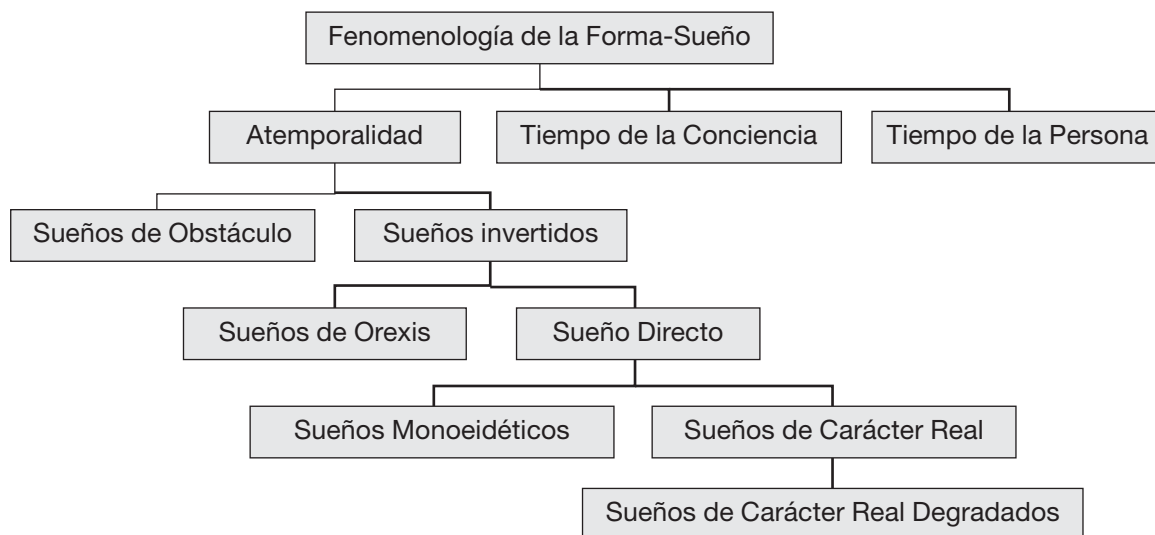 Fenomenología de la Forma-Sueño
Atemporalidad
Tiempo de la Conciencia
Tiempo de la Persona
Sueños de Obstáculo
Sueños invertidos
Sueños de Orexis
Sueño Directo
Sueños Monoeidéticos
Sueños de Carácter Real
Sueños de Carácter Real Degradados